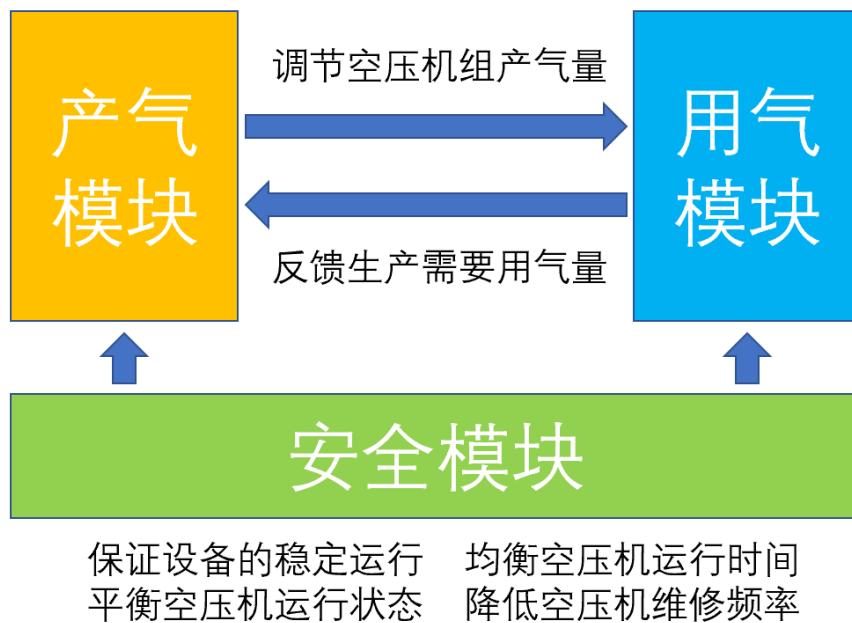 调节空压机组产气量
产气
模块
用气
模块
反馈生产需要用气量
安全模块
保证设备的稳定运行 均衡空压机运行时间
平衡空压机运行状态 降低空压机维修频率